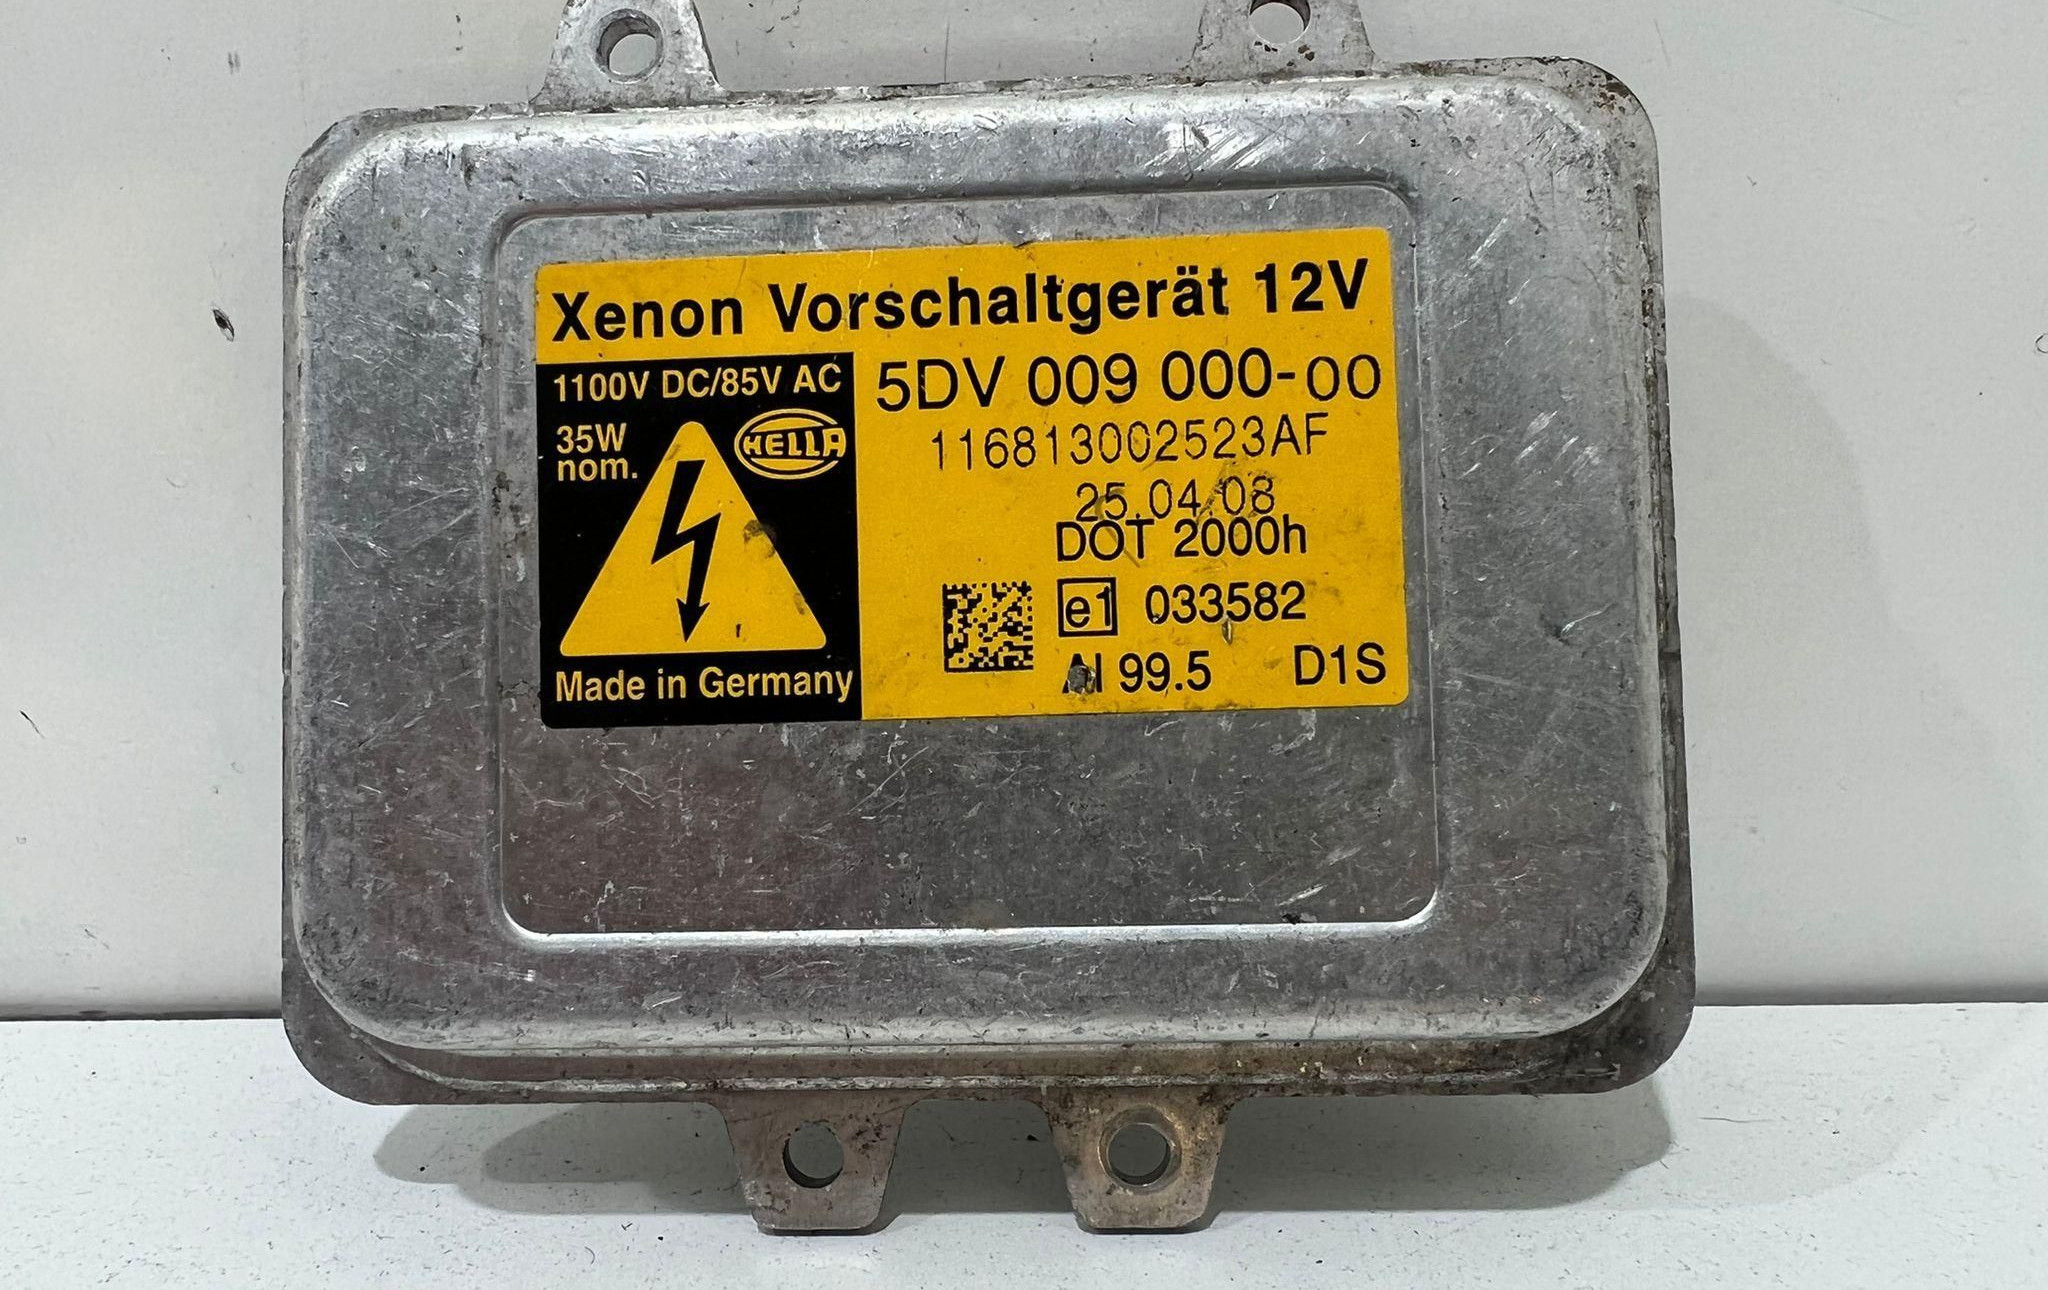 Xenon Vorschaltgerät 12V
1100V DC/85V AC
35W
nom.
HELLA
Made in Germany
5DV 009 000-00
116813002523AF
25.04.08
DOT 2000h
e1 033582
Al 99.5 D1S